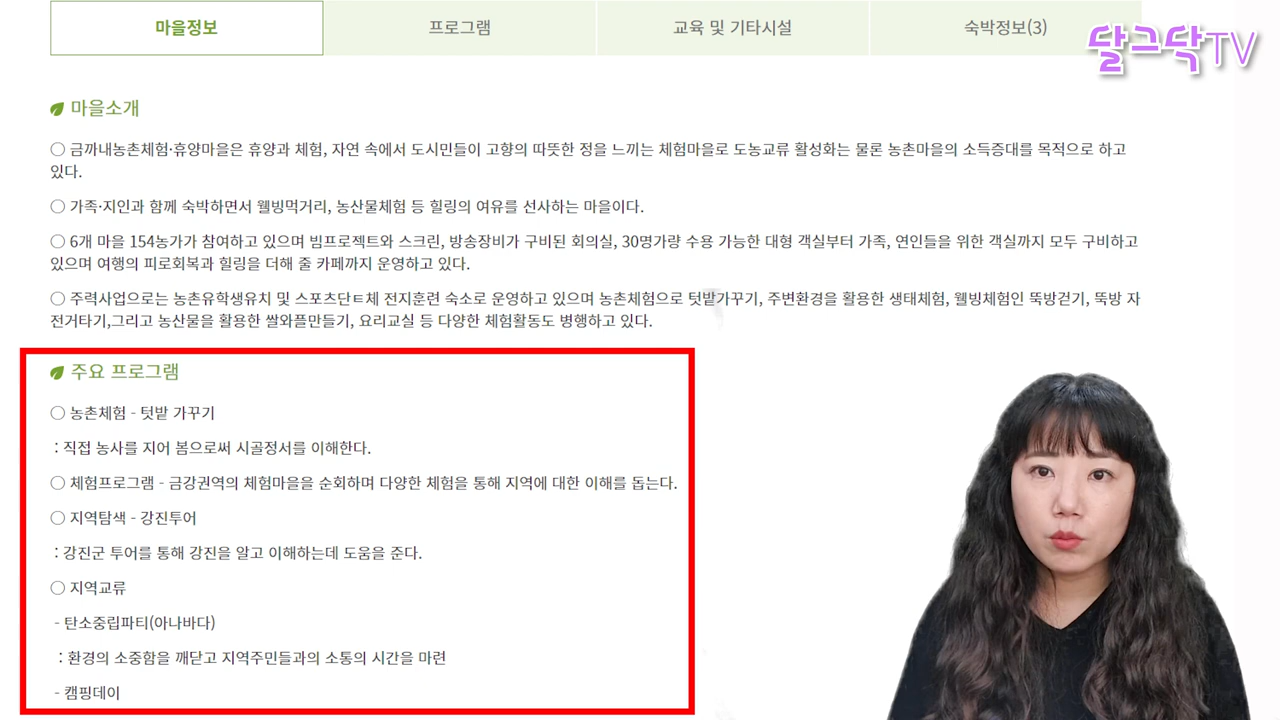 마을정보
프로그램
교육 및 기타시설
숙박정보(3)
달그닥TV
마을소개
○ 금까내농촌체험·휴양마을은 휴양과 체험, 자연 속에서 도시민들이 고향의 따뜻한 정을 느끼는 체험마을로 도농교류 활성화는 물론 농촌마을의 소득증대를 목적으로 하고
있다.
○ 가족·지인과 함께 숙박하면서 웰빙먹거리, 농산물체험 등 힐링의 여유를 선사하는 마을이다.
○ 6개 마을 154농가가 참여하고 있으며 빔프로젝트와 스크린, 방송장비가 구비된 회의실, 30명가량 수용 가능한 대형 객실부터 가족, 연인들을 위한 객실까지 모두 구비하고
있으며 여행의 피로회복과 힐링을 더해 줄 카페까지 운영하고 있다.
○ 주력사업으로는 농촌유학생유치 및 스포츠단ㅌ체 전지훈련 숙소로 운영하고 있으며 농촌체험으로 텃밭가꾸기, 주변환경을 활용한 생태체험, 웰빙체험인 뚝방걷기, 뚝방 자
전거타기,그리고 농산물을 활용한 쌀와플만들기, 요리교실 등 다양한 체험활동도 병행하고 있다.
주요 프로그램
○ 농촌체험 - 텃밭 가꾸기
: 직접 농사를 지어 봄으로써 시골정서를 이해한다.
○ 체험프로그램 - 금강권역의 체험마을을 순회하며 다양한 체험을 통해 지역에 대한 이해를 돕는다.
○ 지역탐색 - 강진투어
: 강진군 투어를 통해 강진을 알고 이해하는데 도움을 준다.
○ 지역교류
- 탄소중립파티(아나바다)
: 환경의 소중함을 깨닫고 지역주민들과의 소통의 시간을 마련
- 캠핑데이